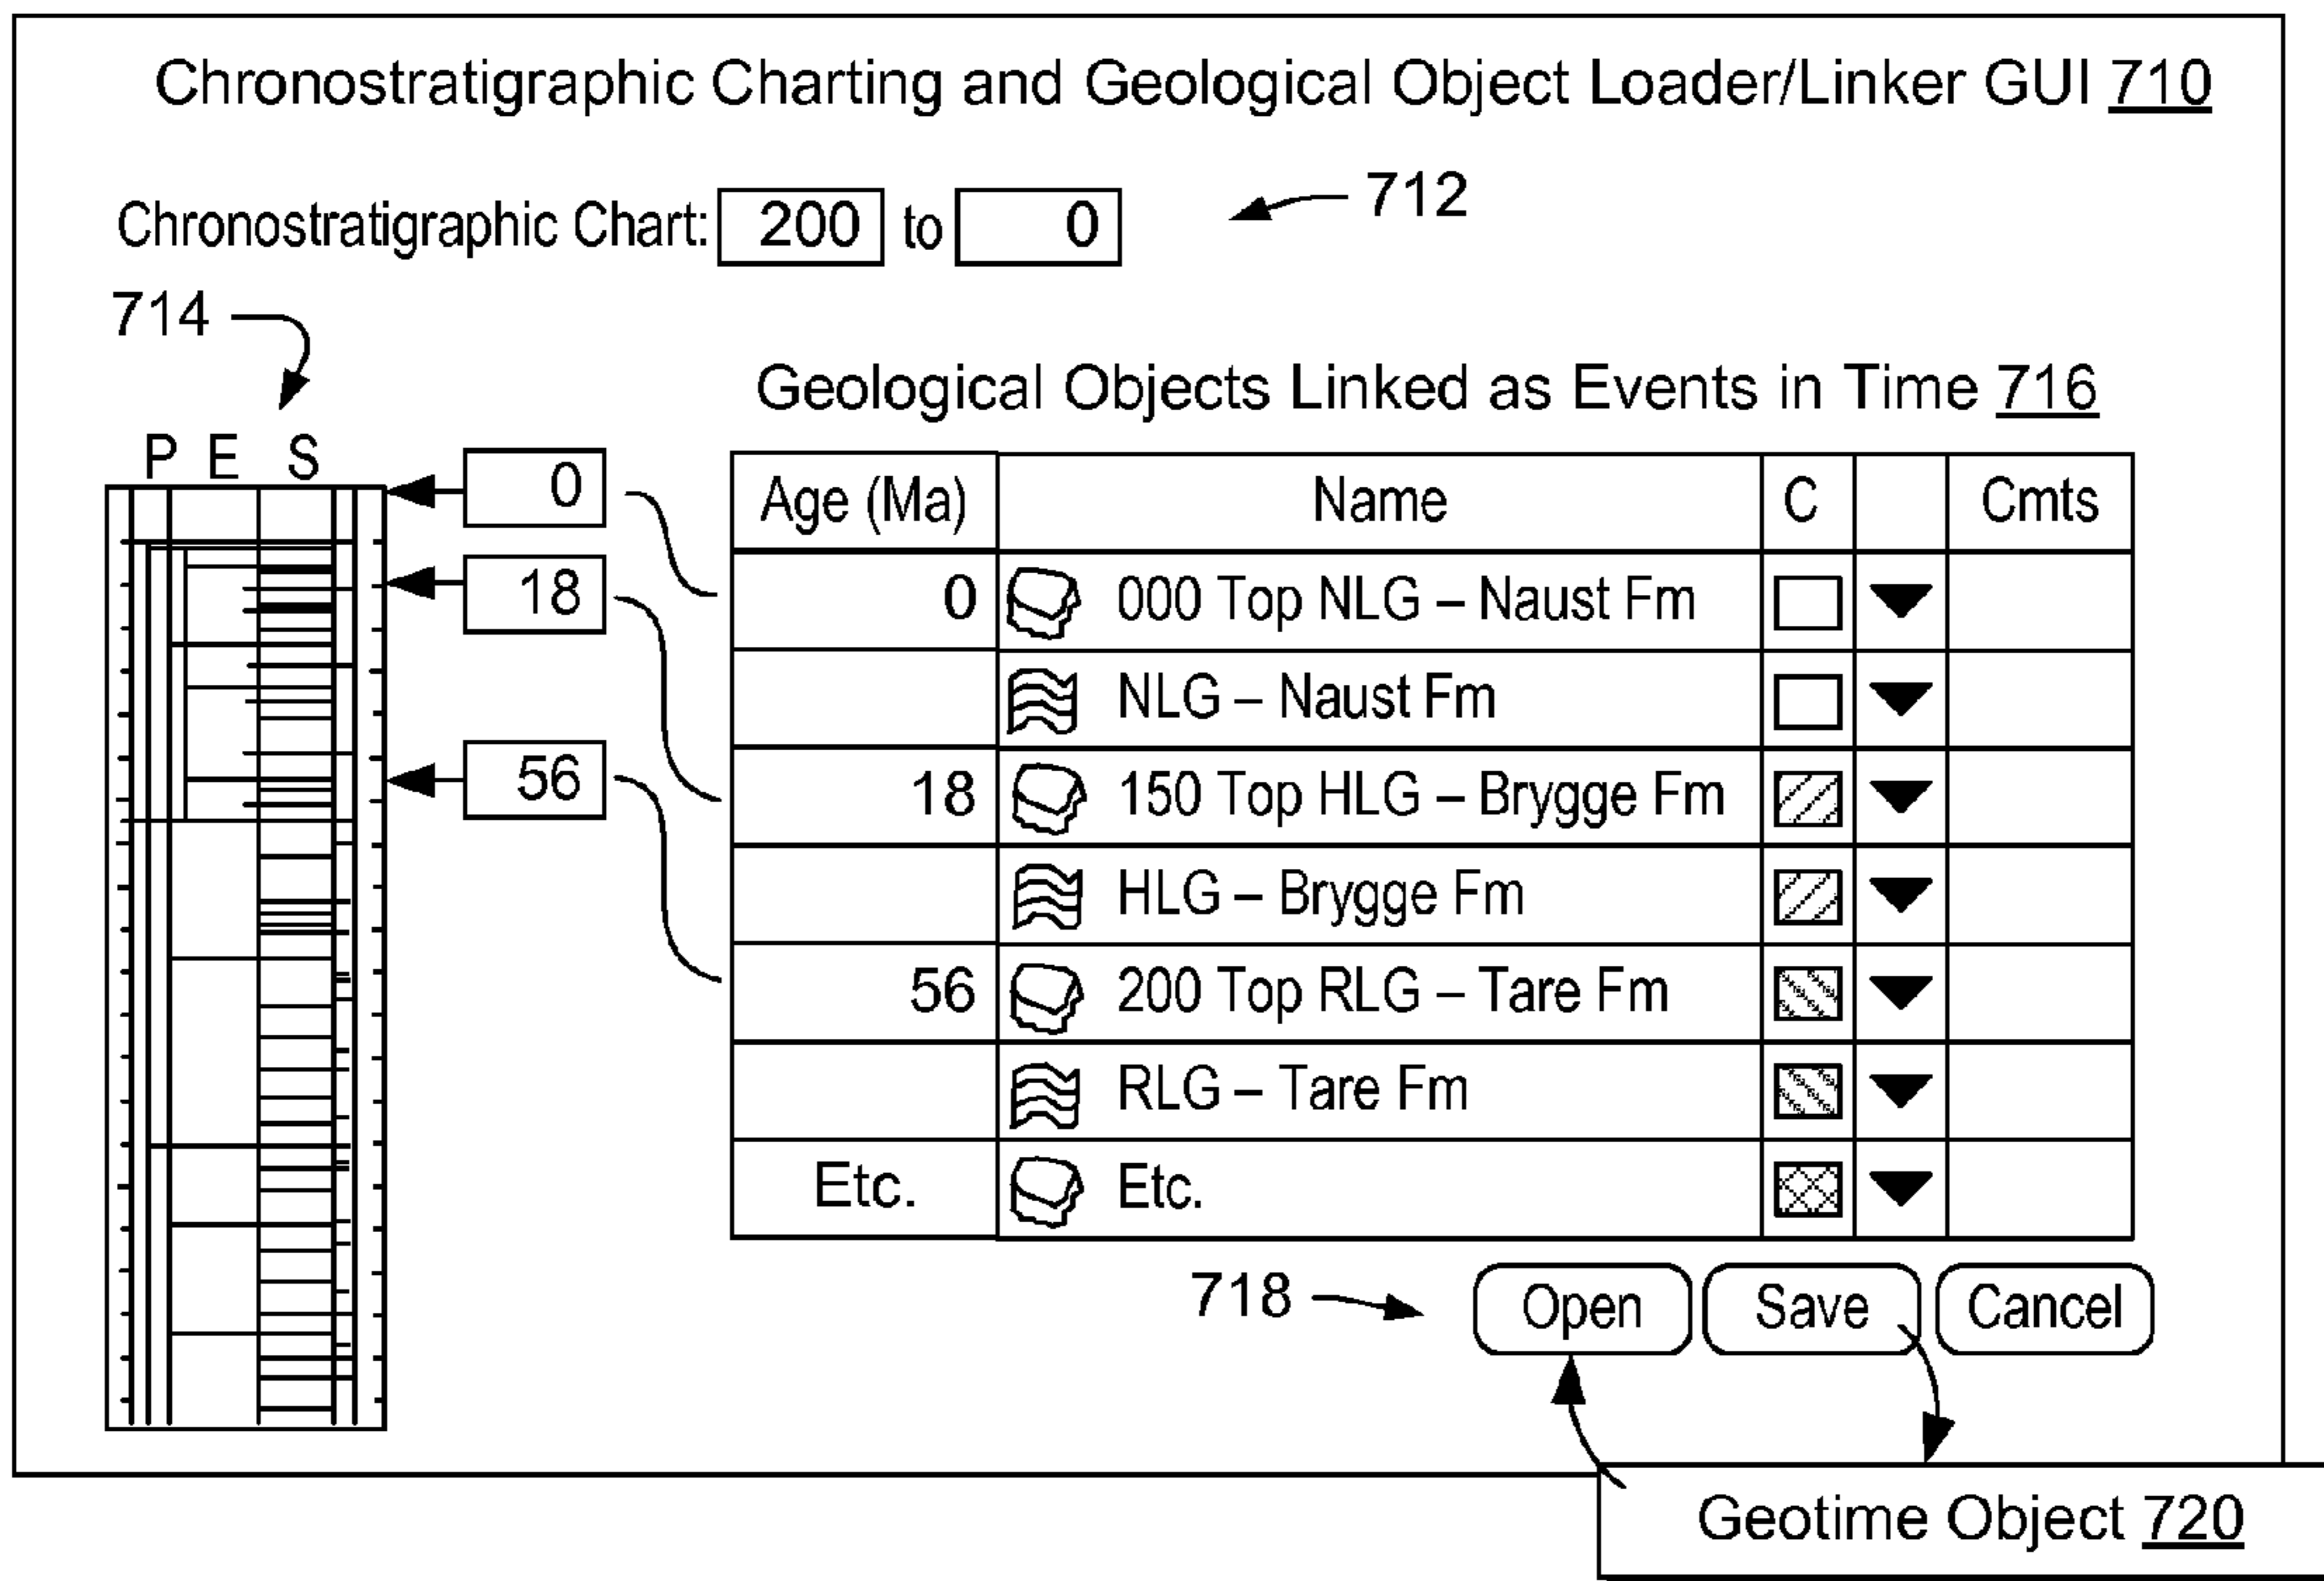 Chronostratigraphic Charting and Geological Object Loader/Linker GUI 710
Chronostratigraphic Chart: 200 to 0
712
714
Geological Objects Linked as Events in Time 716
P E S
0
18
56
Age (Ma) Name C Cmts
0 000 Top NLG – Naust Fm
NLG – Naust Fm
18 150 Top HLG – Brygge Fm
HLG – Brygge Fm
56 200 Top RLG – Tare Fm
RLG – Tare Fm
Etc. Etc.
718
Open Save Cancel
Geotime Object 720